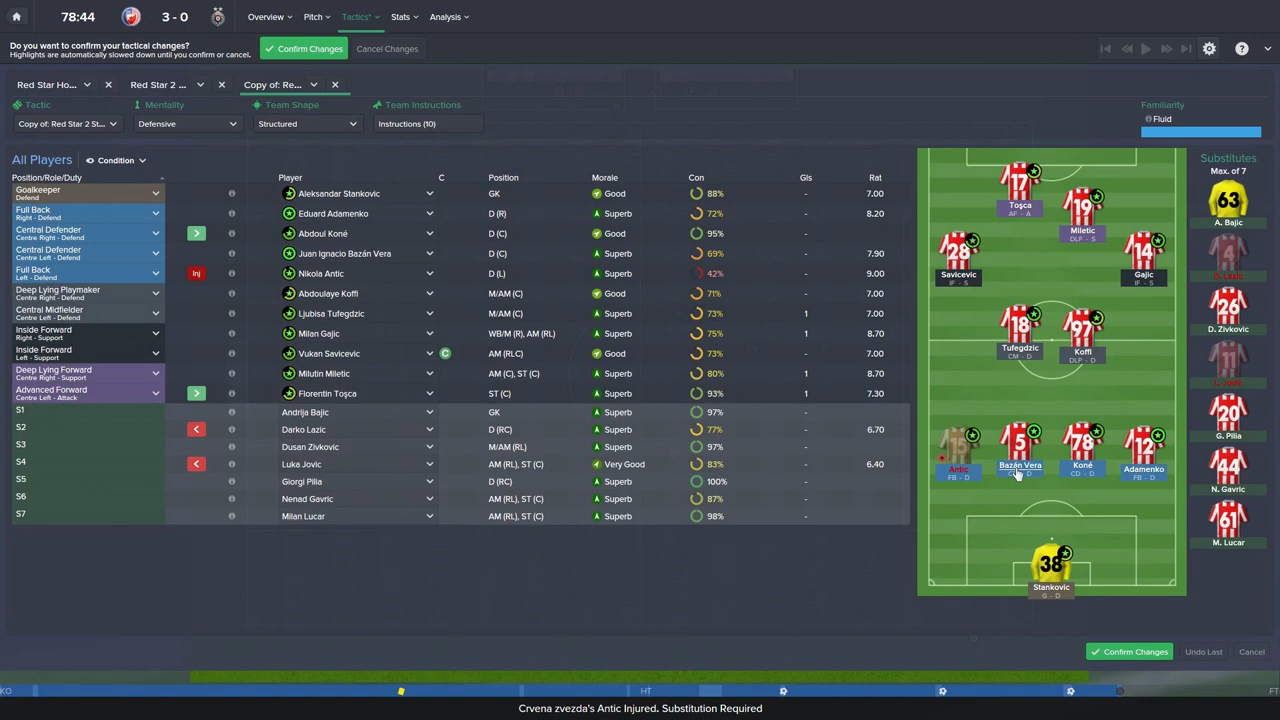 78:44 3 - 0 Overview Pitch Tactics* Stats Analysis
Do you want to confirm your tactical changes?
Highlights are automatically slowed down until you confirm or cancel.
Confirm Changes Cancel Changes
Red Star Ho... Red Star 2 ... Copy of: Re...
Tactic Mentality Team Shape Team Instructions Familiarity
Copy of: Red Star 2 St... Defensive Structured Instructions (10) Fluid
All Players Condition
Position/Role/Duty Player C Position Morale Con Gls Rat
Goalkeeper
Defend
Aleksandar Stankovic GK Good 88% - 7.00
Full Back
Right - Defend
Eduard Adamenko D (R) Superb 72% - 8.20
Central Defender
Centre Right - Defend
Abdoul Koné D (C) Good 95% -
Central Defender
Centre Left - Defend
Juan Ignacio Bazán Vera D (C) Superb 69% - 7.90
Full Back
Left - Defend
Inj Nikola Antic D (L) Superb 42% - 9.00
Deep Lying Playmaker
Centre Right - Defend
Abdoulaye Koffi M/AM (C) Good 71% - 7.00
Central Midfielder
Centre Left - Defend
Ljubisa Tufegdzic M/AM (C) Superb 73% 1 7.00
Inside Forward
Right - Support
Milan Gajic WB/M (R), AM (RL) Superb 75% 1 8.70
Inside Forward
Left - Support
Vukan Savicevic C AM (RLC) Good 73% - 7.00
Deep Lying Forward
Centre Right - Support
Milutin Miletic AM (C), ST (C) Superb 80% 1 8.70
Advanced Forward
Centre Left - Attack
Florentin Toşca ST (C) Superb 93% 1 7.30
S1 Andrija Bajic GK Superb 97% -
S2 Darko Lazic D (RC) Superb 77% - 6.70
S3 Dusan Zivkovic M/AM (RL) Superb 97% -
S4 Luka Jovic AM (RL), ST (C) Very Good 83% - 6.40
S5 Giorgi Pilia D (RC) Superb 100% -
S6 Nenad Gavric AM (RL), ST (C) Superb 87% -
S7 Milan Lucar AM (RL), ST (C) Superb 98% -
17
Toşca
AF - A
19
Miletic
DLF - S
28
Savicevic
IF - S
14
Gajic
IF - S
18
Tufegdzic
CM - D
97
Koffi
DLP - D
15
Antic
FB - D
5
Bazán Vera
78
Koné
CD - D
12
Adamenko
FB - D
38
Stankovic
G - D
Substitutes
Max. of 7
63
A. Bajic
4
D. Lazic
26
D. Zivkovic
11
L. Jovic
20
G. Pilia
44
N. Gavric
61
M. Lucar
Confirm Changes Undo Last Cancel
KO HT FT
Crvena zvezda's Antic Injured. Substitution Required